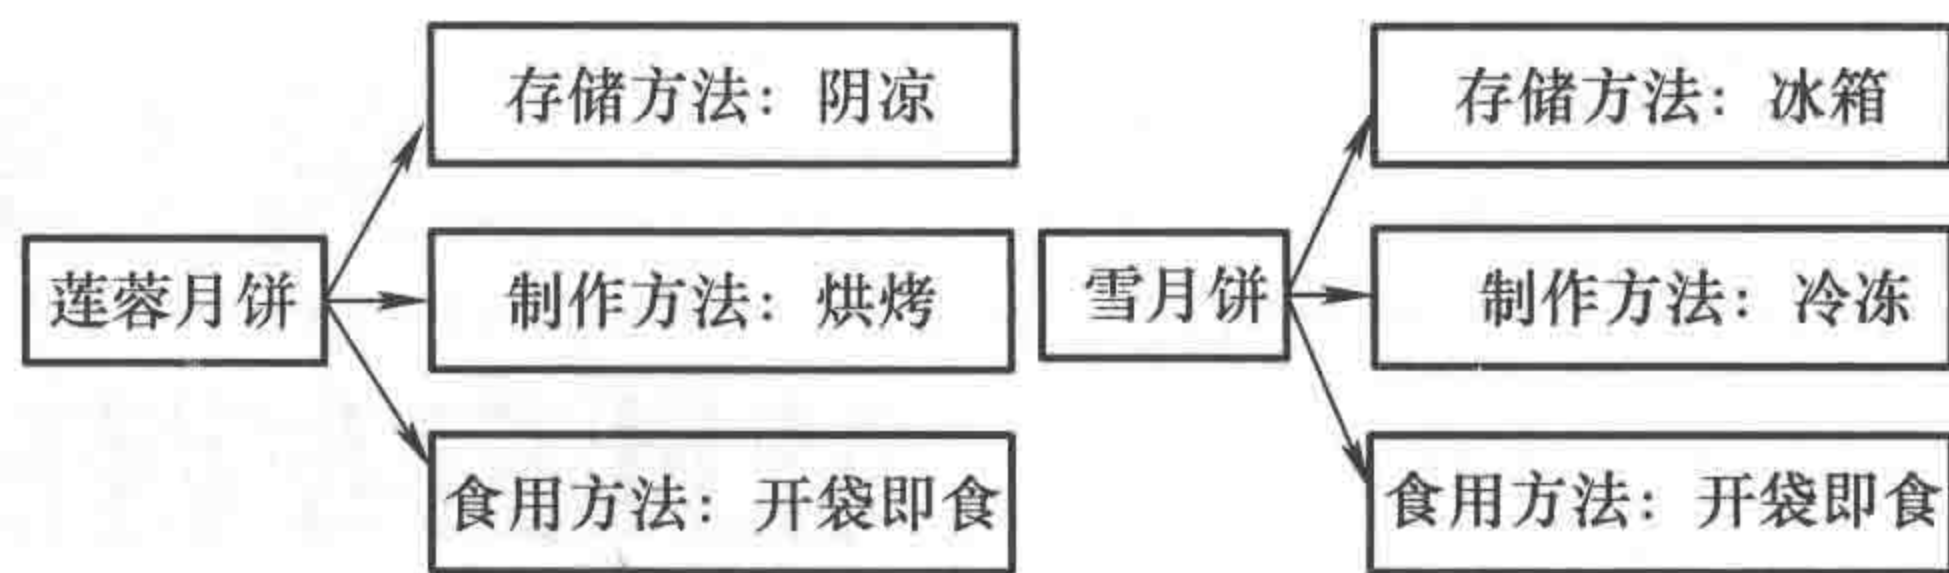 存储方法：阴凉
莲蓉月饼
制作方法：烘烤
食用方法：开袋即食
存储方法：冰箱
雪月饼
制作方法：冷冻
食用方法：开袋即食